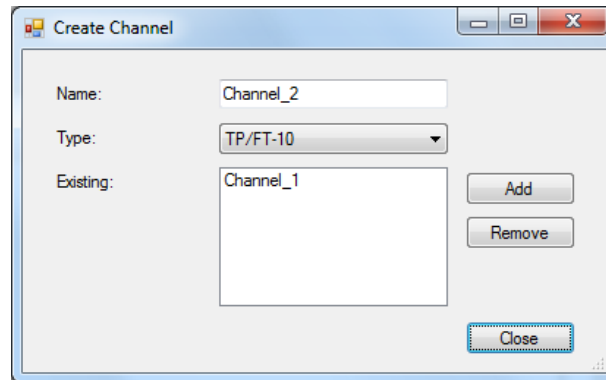 Create Channel
Name: Channel_2
Type: TP/FT-10
Existing: Channel_1
Add
Remove
Close